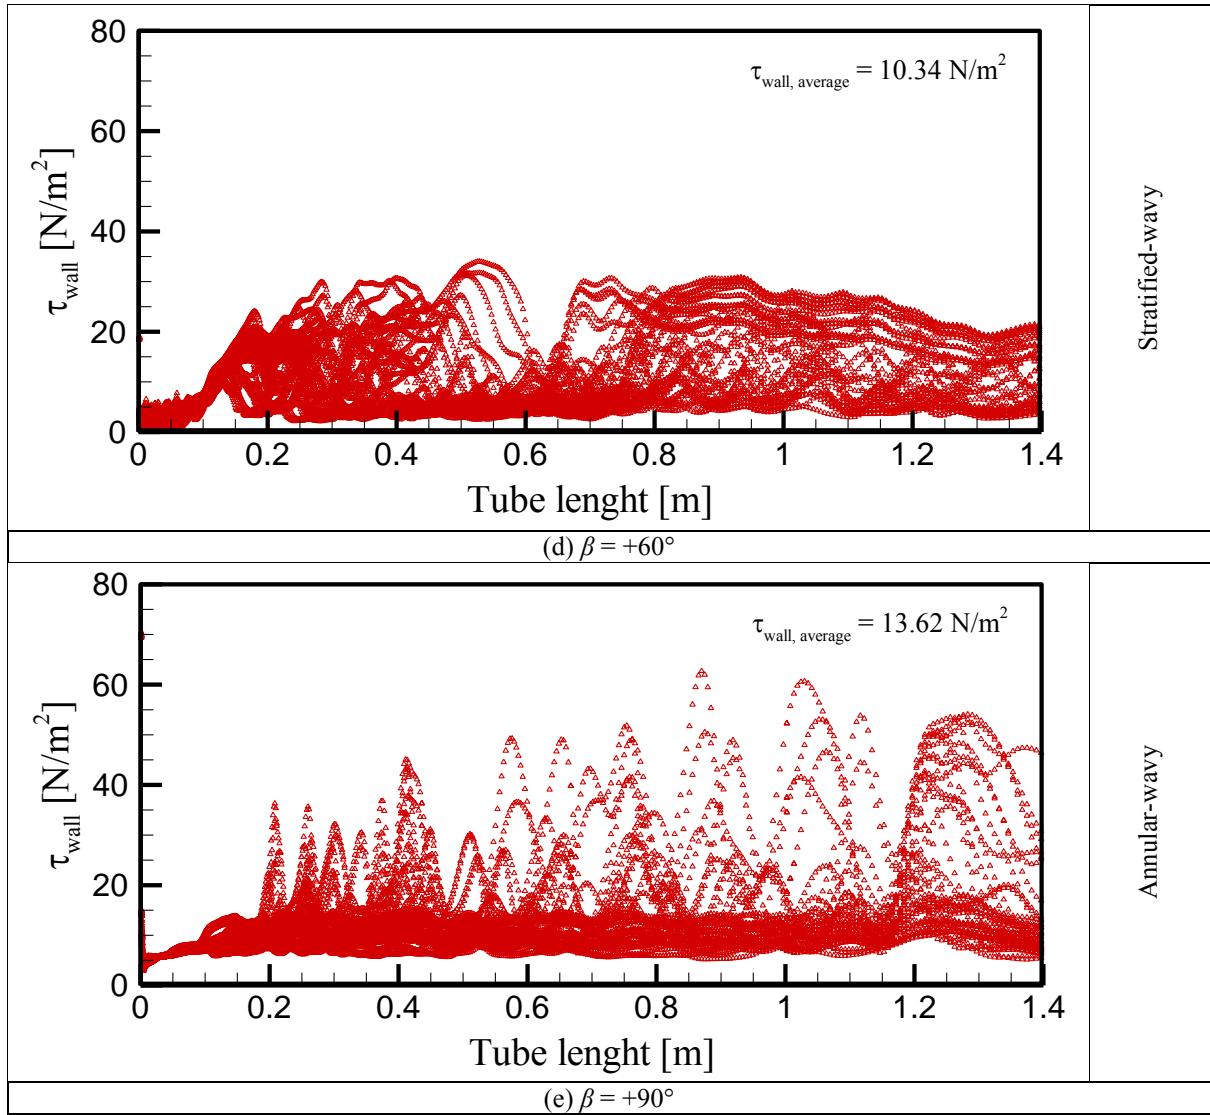 80
60
40
20
0
τwall [N/m²]
τwall, average = 10.34 N/m²
0 0.2 0.4 0.6 0.8 1 1.2 1.4
Tube lenght [m]
Stratified-wavy
(d) β = +60°
80
60
40
20
0
τwall [N/m²]
τwall, average = 13.62 N/m²
0 0.2 0.4 0.6 0.8 1 1.2 1.4
Tube lenght [m]
Annular-wavy
(e) β = +90°